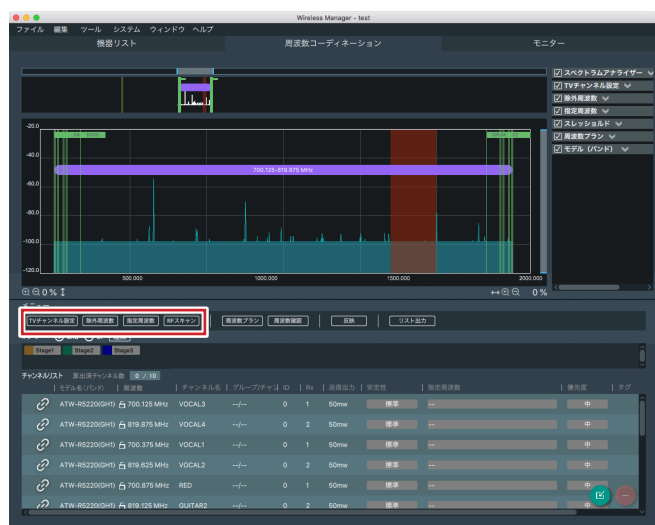 Wireless Manager - test
ファイル 編集 ツール システム ウィンドウ ヘルプ
機器リスト 周波数コーディネーション モニター
スペクトラムアナライザー
TVチャンネル設定
除外周波数
指定周波数
スレッショルド
周波数プラン
モデル（バンド）
-20.0
-40.0
700.125-819.875 MHz
-60.0
-80.0
-100.0
-120.0
500.000 1000.000 1500.000 2000.000
0 % 0 %
メニュー
TVチャンネル設定 除外周波数 指定周波数 RFスキャン 周波数プラン 周波数確認 反映 リスト出力
Stage1 Stage2 Stage3
チャンネルリスト 算出済チャンネル数 0 / 10
モデル名(バンド) 周波数 チャンネル名 グループ/チャン ID Rx 送信出力 安定性 指定周波数 優先度 タグ
ATW-R5220(GH1) 700.125 MHz VOCAL3 --/-- 0 1 50mw 標準 -- 中
ATW-R5220(GH1) 819.875 MHz VOCAL4 --/-- 0 2 50mw 標準 -- 中
ATW-R5220(GH1) 700.375 MHz VOCAL1 --/-- 0 1 50mw 標準 -- 中
ATW-R5220(GH1) 819.625 MHz VOCAL2 --/-- 0 2 50mw 標準 -- 中
ATW-R5220(GH1) 700.875 MHz RED --/-- 0 1 50mw 標準 -- 中
ATW-R5220(GH1) 819.125 MHz GUITAR2 --/-- 0 2 50mw 標準 -- 中